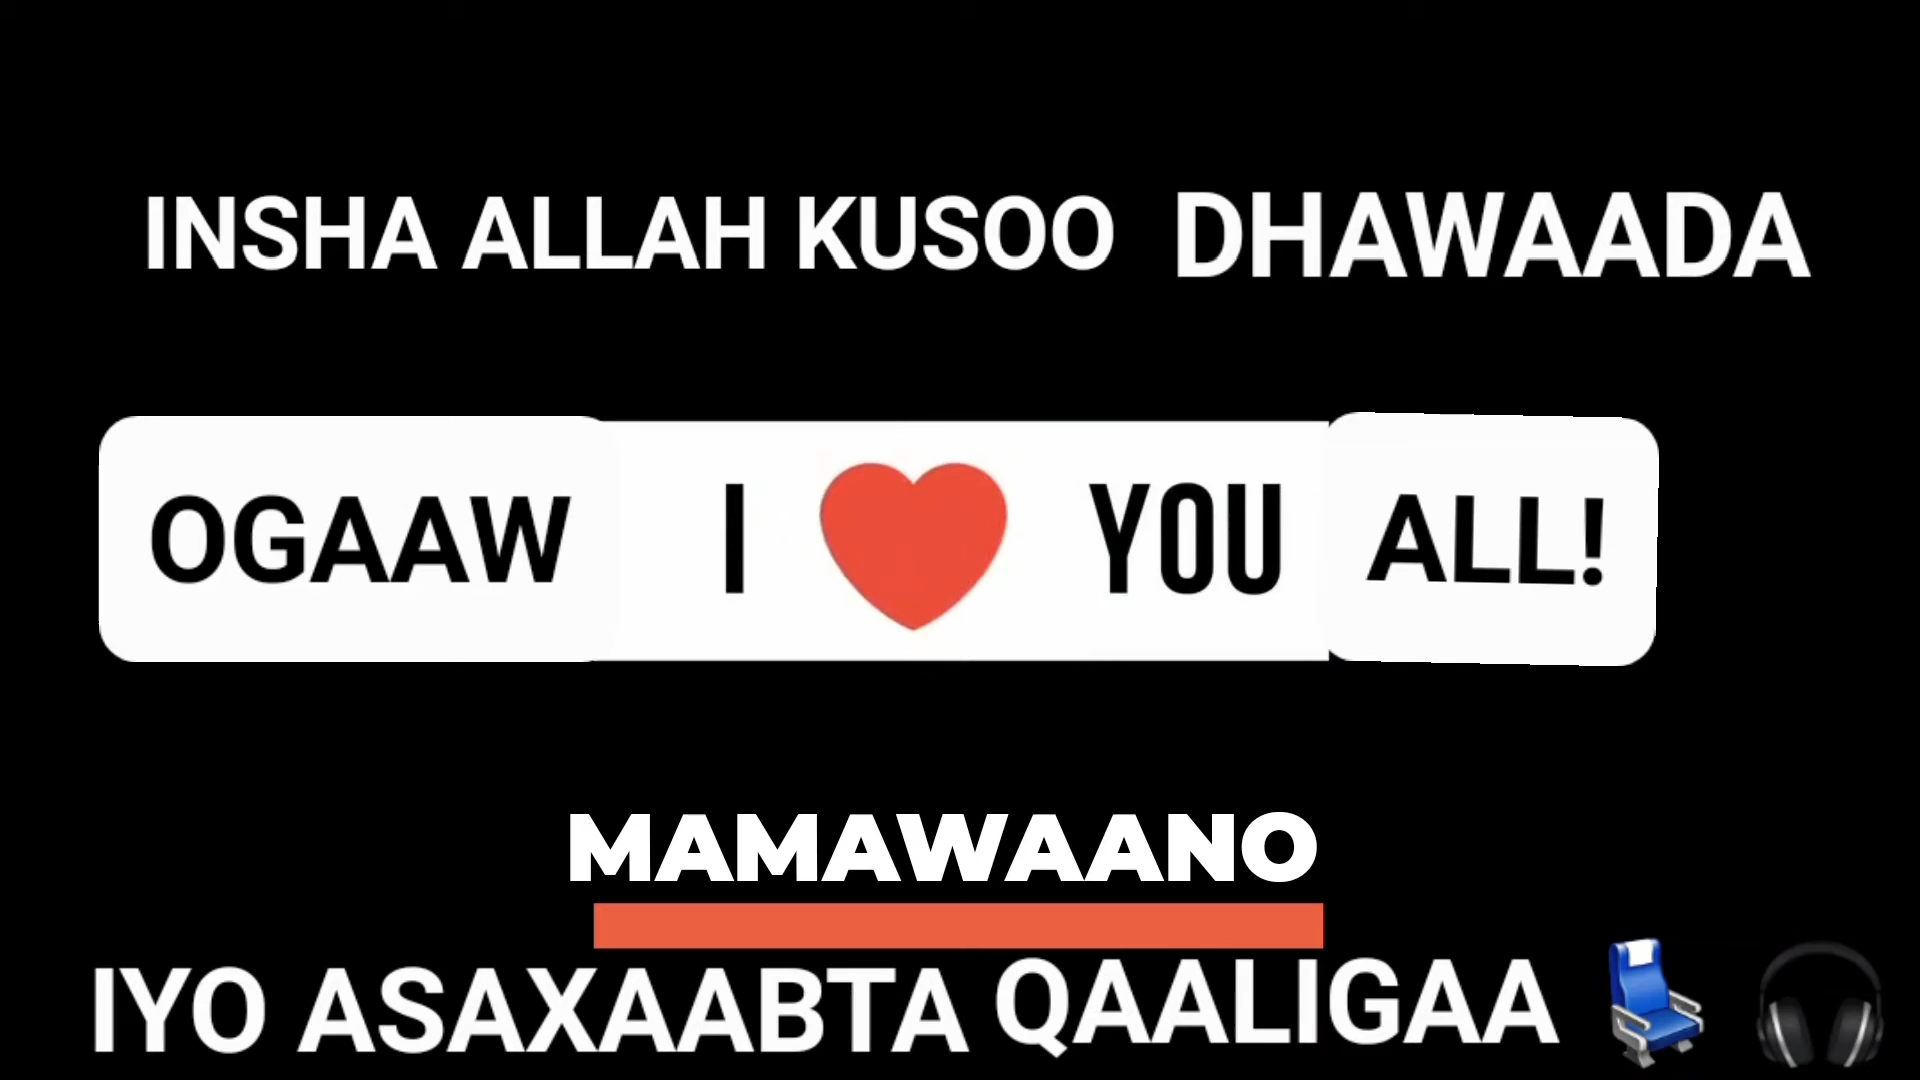 INSHA ALLAH KUSOO DHAWAADA
OGAAW I ❤️ YOU ALL!
MAMAWAANO
IYO ASAXAABTA QAALIGAA 💺 🎧